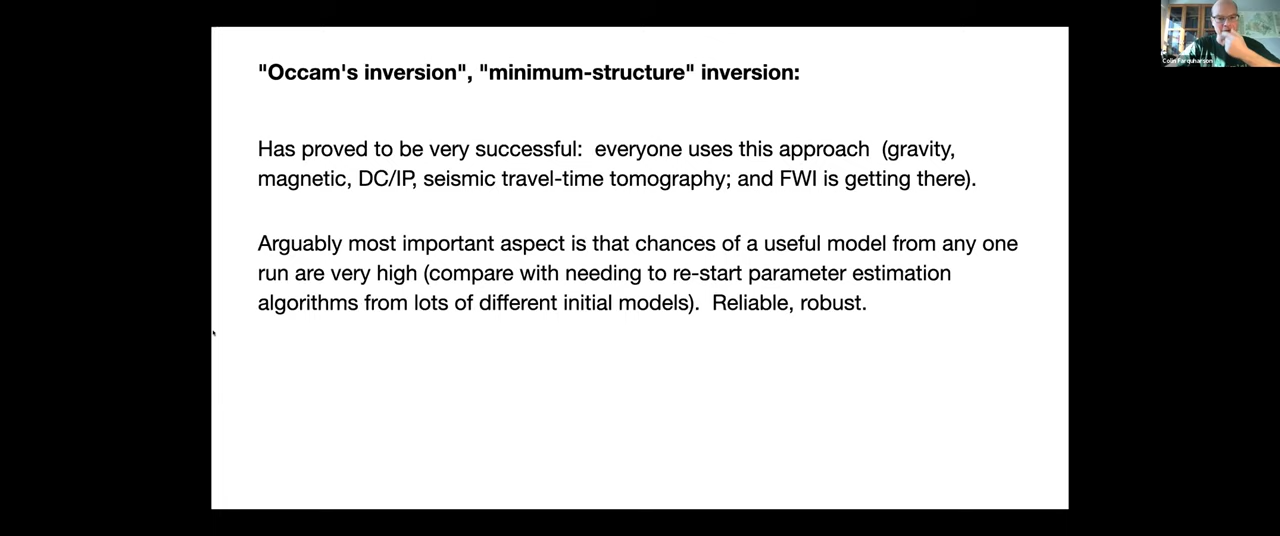 "Occam's inversion", "minimum-structure" inversion:
Has proved to be very successful:  everyone uses this approach  (gravity,
magnetic, DC/IP, seismic travel-time tomography; and FWI is getting there).
Arguably most important aspect is that chances of a useful model from any one
run are very high (compare with needing to re-start parameter estimation
algorithms from lots of different initial models).  Reliable, robust.
Colin Farquharson